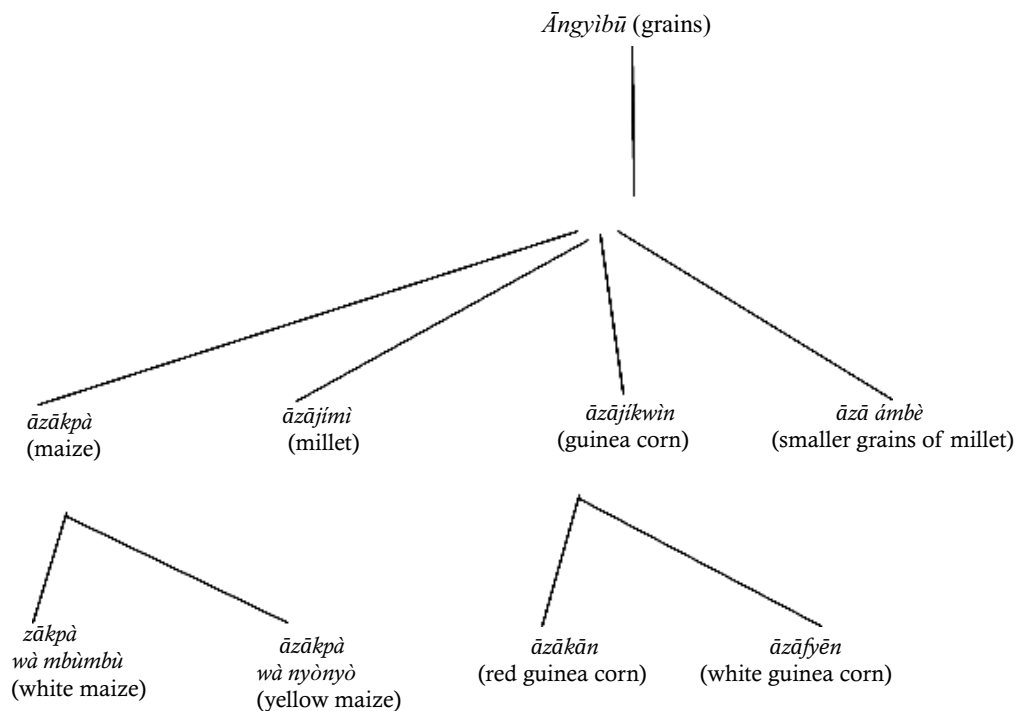 Āngyìbū (grains)
āzākpà
(maize)
āzājímì
(millet)
āzājíkwìn
(guinea corn)
āzā ámbè
(smaller grains of millet)
zākpà
wà mbùmbù
(white maize)
āzākpà
wà nyònyò
(yellow maize)
āzākān
(red guinea corn)
āzāfyēn
(white guinea corn)